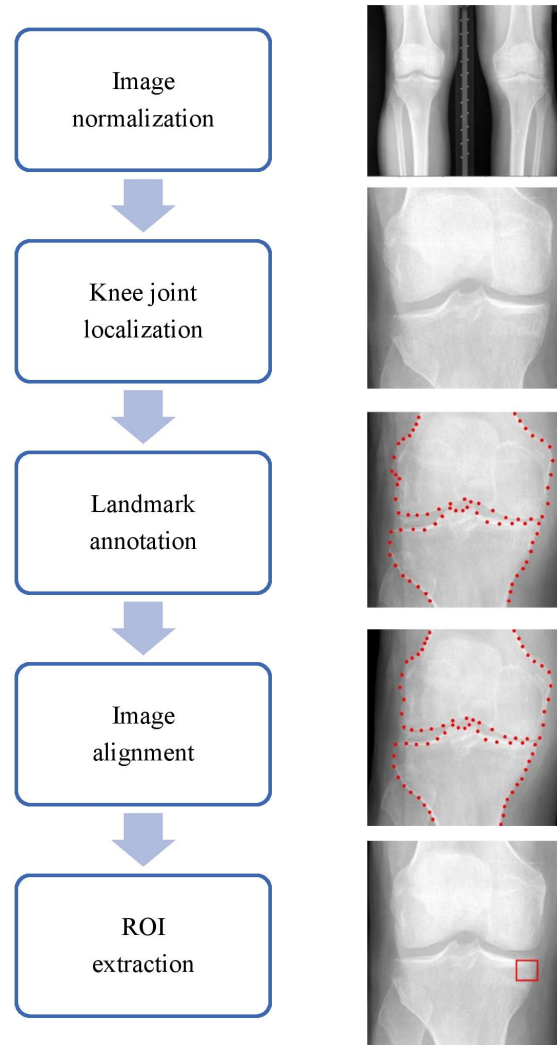 Image
normalization
Knee joint
localization
Landmark
annotation
Image
alignment
ROI
extraction